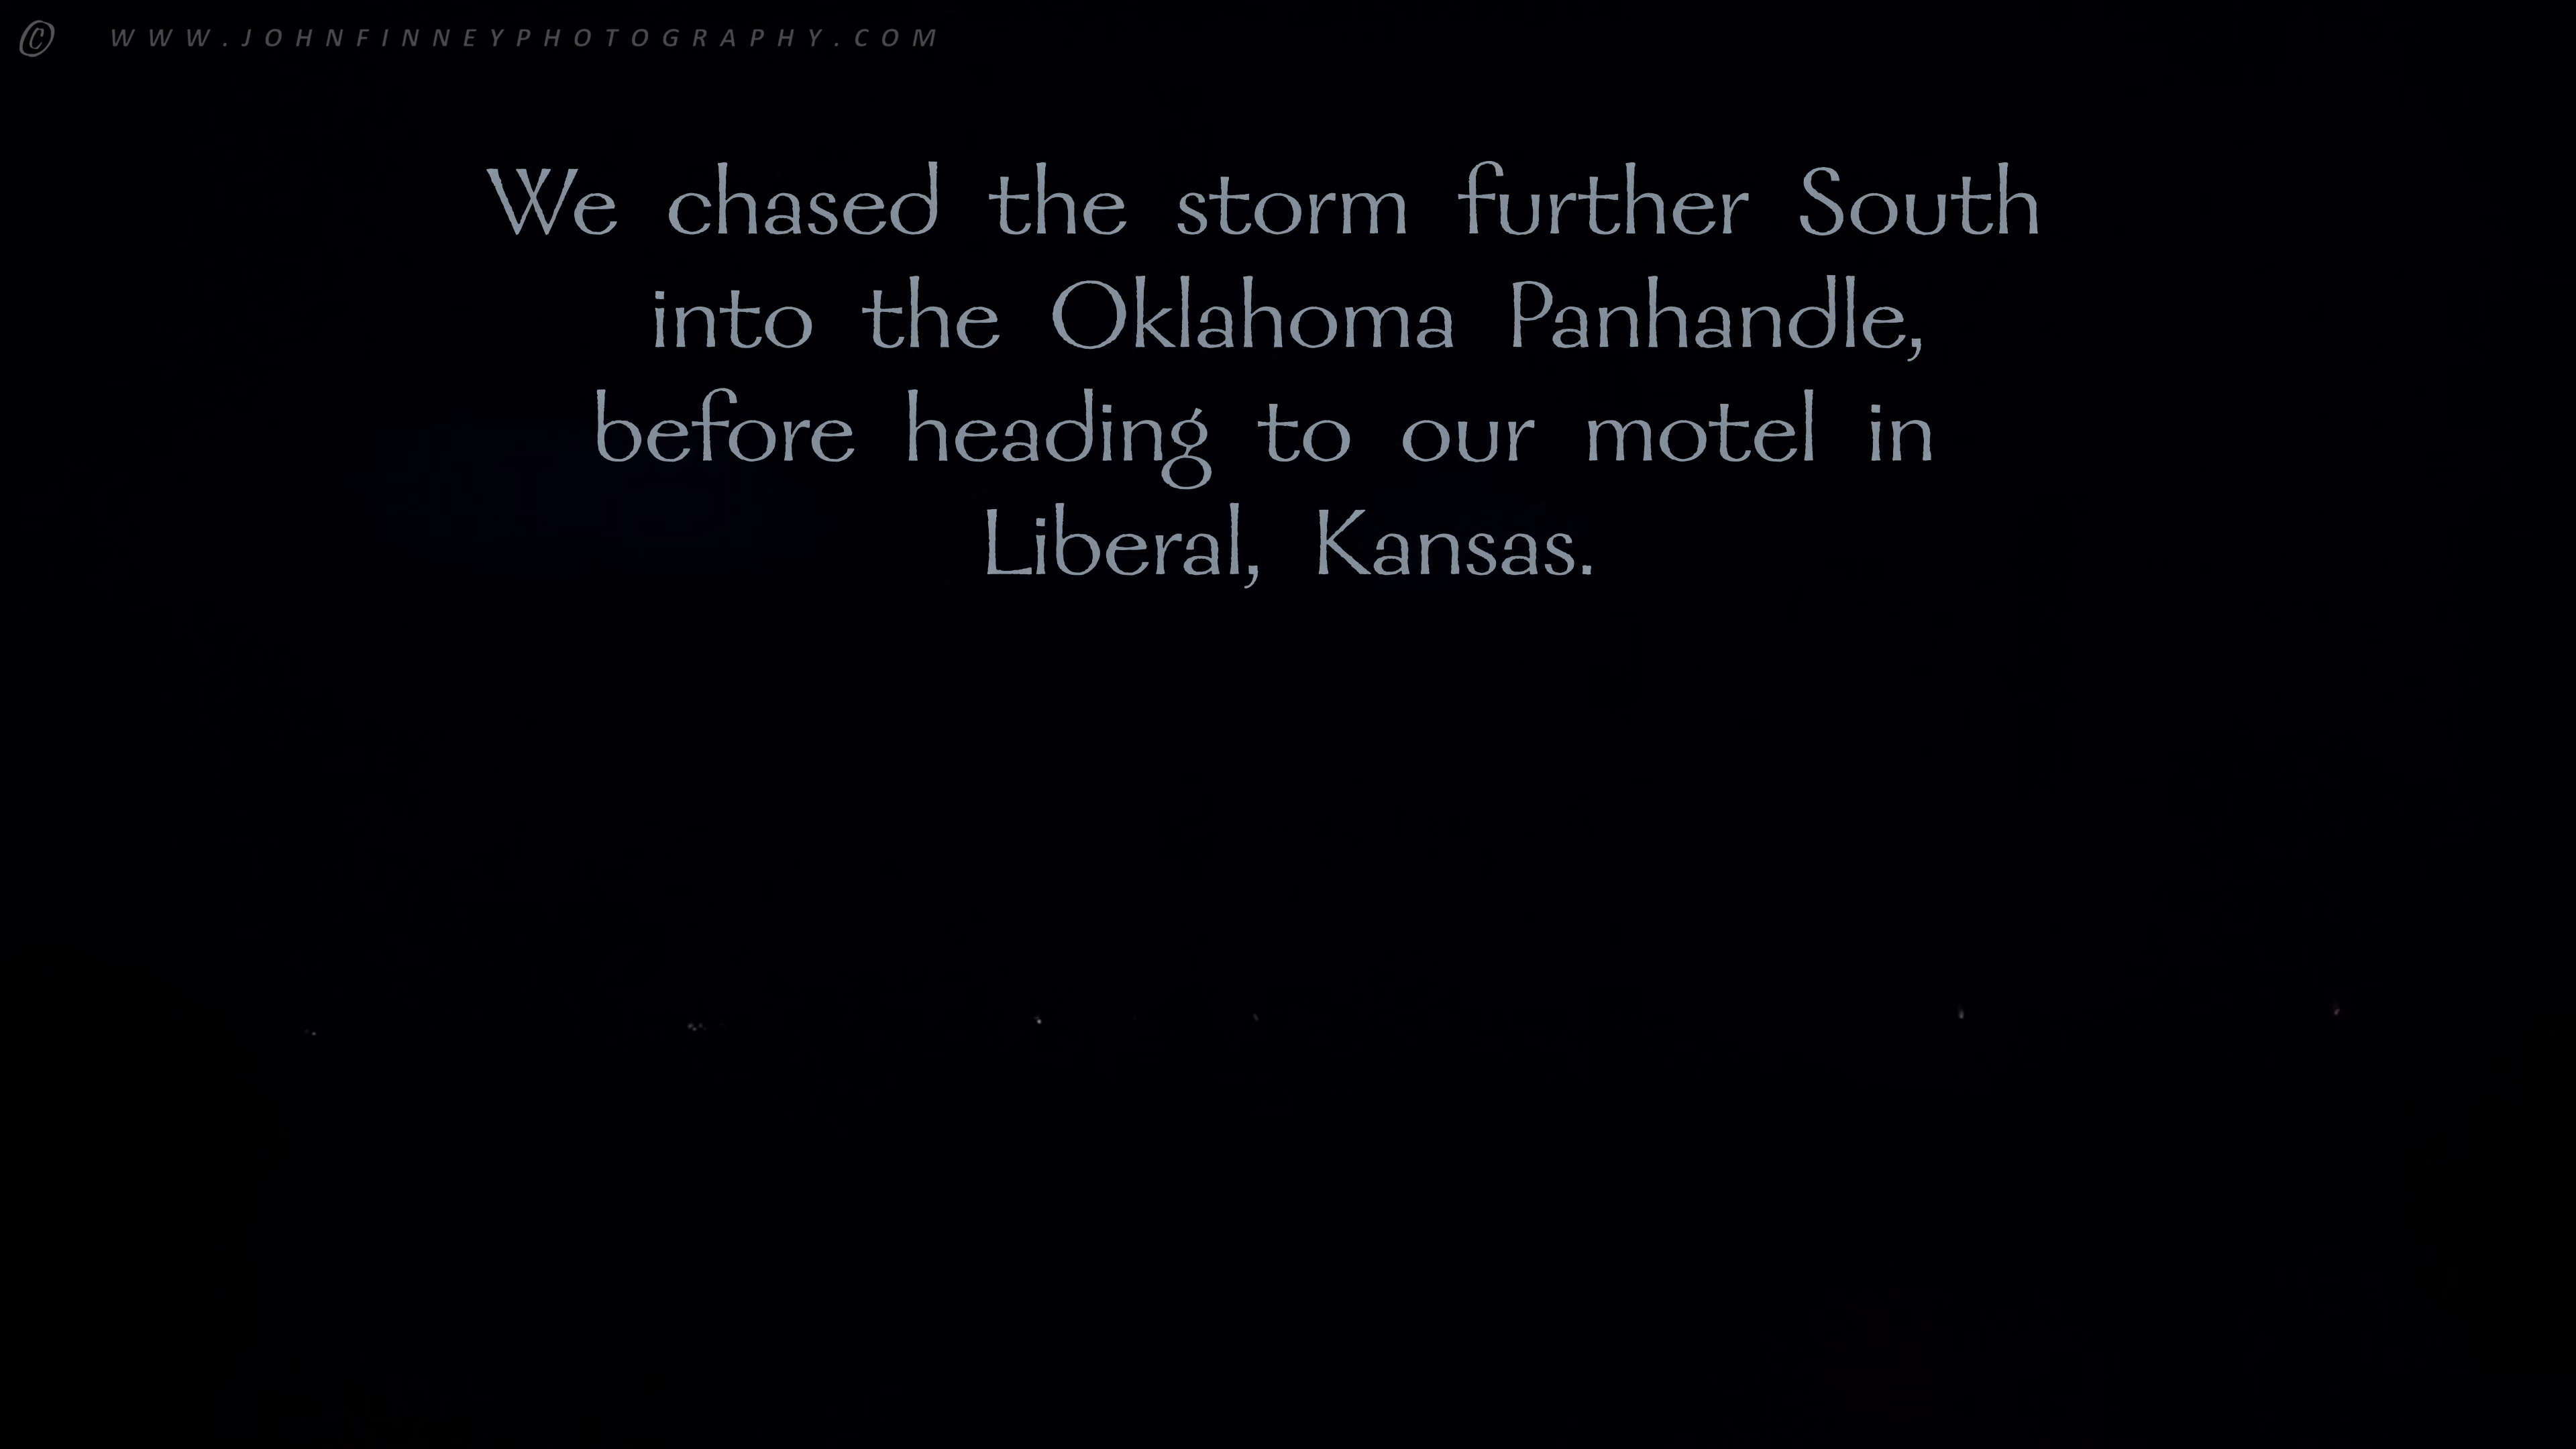 © WWW.JOHNFINNEYPHOTOGRAPHY.COM
We chased the storm further South
into the Oklahoma Panhandle,
before heading to our motel in
Liberal, Kansas.